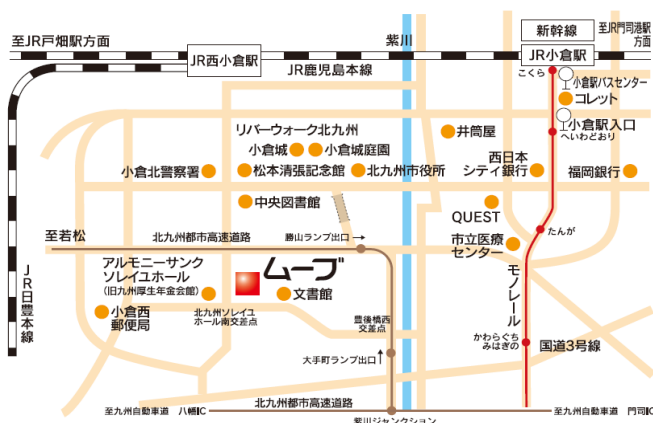 至JR戸畑駅方面
紫川
新幹線
至JR門司港駅
方面
JR西小倉駅
JR小倉駅
JR鹿児島本線
こくら
小倉駅バスセンター
コレット
小倉駅入口
へいわどおり
リバーウォーク北九州
井筒屋
小倉城
小倉城庭園
小倉北警察署
松本清張記念館
北九州市役所
西日本
シティ銀行
福岡銀行
中央図書館
QUEST
至若松
北九州都市高速道路
勝山ランプ出口→
市立医療
センター
たんが
アルモニーサンク
ソレイユホール
(旧九州厚生年金会館)
ムーブ
文書館
モノレール
JR日豊本線
小倉西
郵便局
北九州ソレイユ
ホール南交差点
豊後橋西
交差点
かわらぐち
みはぎの
国道3号線
大手町ランプ出口↑
北九州都市高速道路
至九州自動車道 八幡IC
至九州自動車道 門司IC
紫川ジャンクション